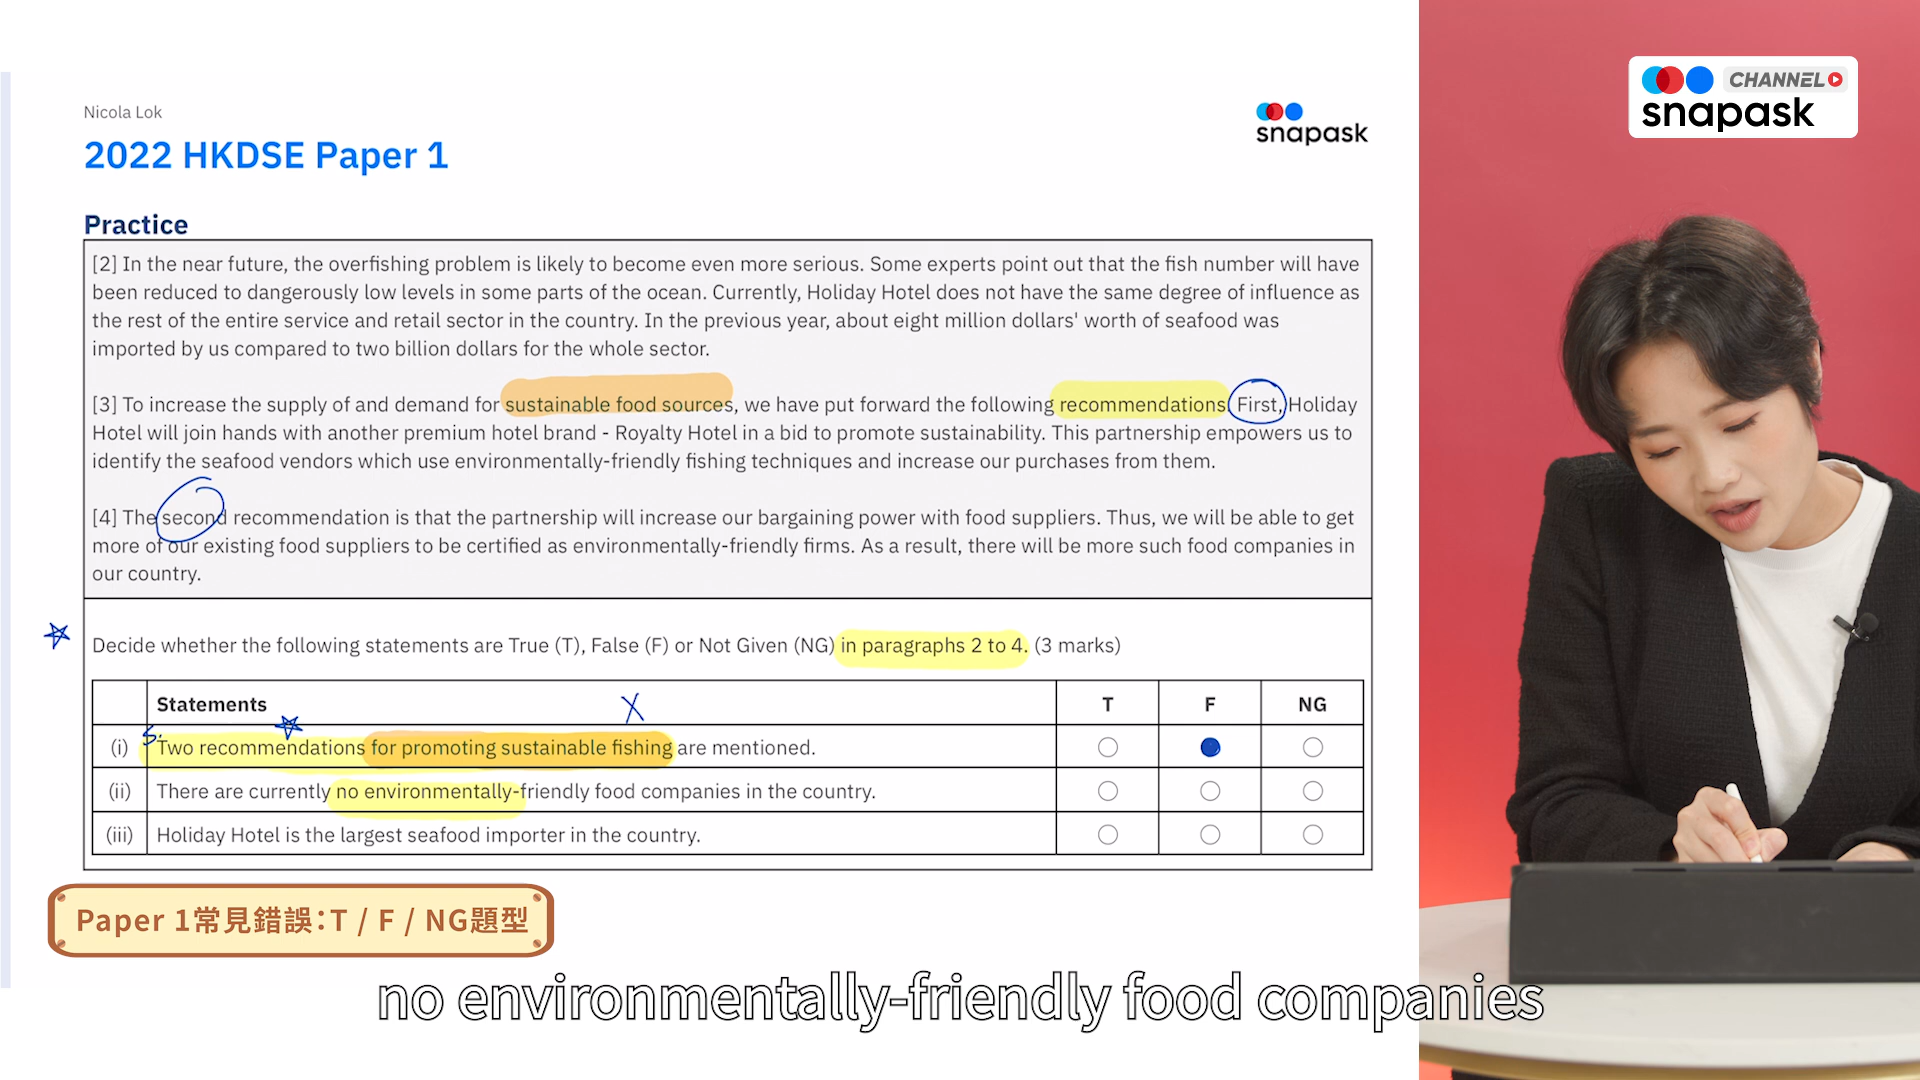 Nicola Lok
2022 HKDSE Paper 1
snapask
CHANNEL
snapask
Practice
[2] In the near future, the overfishing problem is likely to become even more serious. Some experts point out that the fish number will have
been reduced to dangerously low levels in some parts of the ocean. Currently, Holiday Hotel does not have the same degree of influence as
the rest of the entire service and retail sector in the country. In the previous year, about eight million dollars' worth of seafood was
imported by us compared to two billion dollars for the whole sector.
[3] To increase the supply of and demand for sustainable food sources, we have put forward the following recommendations. First, Holiday
Hotel will join hands with another premium hotel brand - Royalty Hotel in a bid to promote sustainability. This partnership empowers us to
identify the seafood vendors which use environmentally-friendly fishing techniques and increase our purchases from them.
[4] The second recommendation is that the partnership will increase our bargaining power with food suppliers. Thus, we will be able to get
more of our existing food suppliers to be certified as environmentally-friendly firms. As a result, there will be more such food companies in
our country.
Decide whether the following statements are True (T), False (F) or Not Given (NG) in paragraphs 2 to 4. (3 marks)
Statements T F NG
(i) Two recommendations for promoting sustainable fishing are mentioned.
(ii) There are currently no environmentally-friendly food companies in the country.
(iii) Holiday Hotel is the largest seafood importer in the country.
Paper 1常見錯誤：T / F / NG題型
no environmentally-friendly food companies